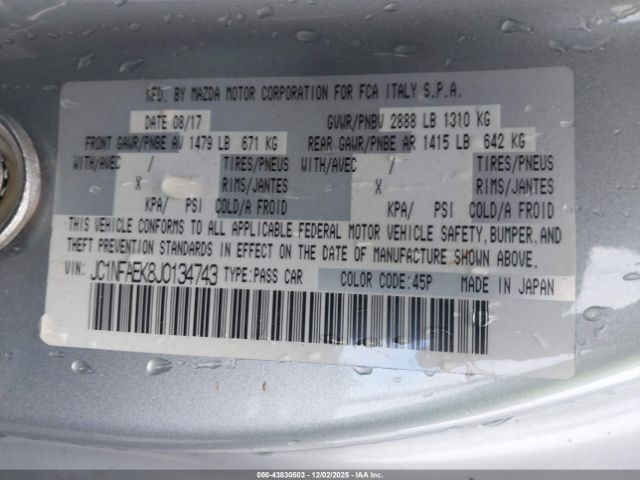 MFD. BY MAZDA MOTOR CORPORATION FOR FCA ITALY S.P.A.
DATE 08/17 GVWR/PNBV 2888 LB 1310 KG
FRONT GAWR/PNBE AV 1479 LB 671 KG REAR GAWR/PNBE AR 1415 LB 642 KG
WITH/AVEC / TIRES/PNEUS WITH/AVEC / TIRES/PNEUS
X RIMS/JANTES X RIMS/JANTES
KPA/ PSI COLD/A FROID KPA/ PSI COLD/A FROID
THIS VEHICLE CONFORMS TO ALL APPLICABLE FEDERAL MOTOR VEHICLE SAFETY, BUMPER, AND
THEFT PREVENTION STANDARDS IN EFFECT ON THE DATE OF MANUFACTURE SHOWN ABOVE.
VIN: JC1NFAEK8J0134743 TYPE:PASS CAR COLOR CODE:45P MADE IN JAPAN
000-43830503 • 12/02/2025 • IAAI.COM